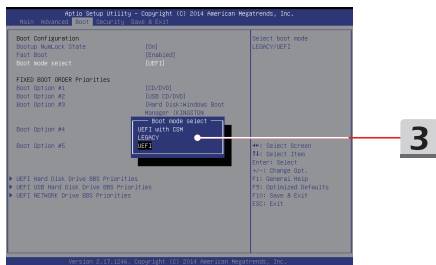 Aptio Setup Utility - Copyright (C) 2014 American Megatrends, Inc.
Main Advanced Boot Security Save & Exit
Boot Configuration
Bootup NumLock State [On]
Fast Boot [Enabled]
Boot mode select [UEFI]
FIXED BOOT ORDER Priorities
Boot Option #1 [CD/DVD]
Boot Option #2 [USB CD/DVD]
Boot Option #3 [Hard Disk:Windows Boot
Manager (KINGSTON
Boot Option #4
Boot Option #5
Boot mode select
UEFI with CSM
LEGACY
UEFI
UEFI Hard Disk Drive BBS Priorities
UEFI USB Hard Disk Drive BBS Priorities
UEFI NETWORK Drive BBS Priorities
Select boot mode
LEGACY/UEFI
→←: Select Screen
↑↓: Select Item
Enter: Select
+/-: Change Opt.
F1: General Help
F9: Optimized Defaults
F10: Save & Exit
ESC: Exit
Version 2.17.1246. Copyright (C) 2014 American Megatrends, Inc.
3